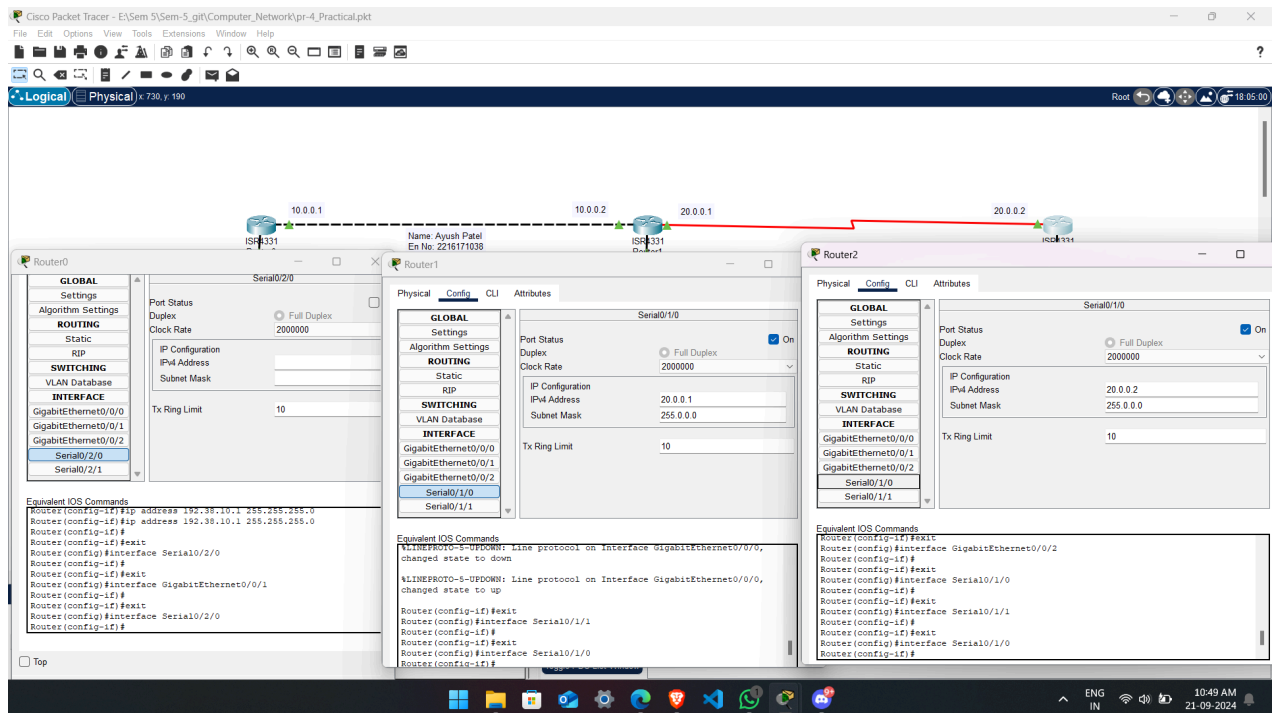 Cisco Packet Tracer - E:\Sem 5\Sem-5_git\Computer_Network\pr-4_Practical.pkt
File Edit Options View Tools Extensions Window Help
?
Logical Physical x: 730, y: 190
Root 18:05:00
10.0.0.1
10.0.0.2
20.0.0.1
20.0.0.2
ISR4331
Name: Ayush Patel
En No: 2216171038
ISR4331
Router1
ISR4331
Router0
GLOBAL
Settings
Algorithm Settings
ROUTING
Static
RIP
SWITCHING
VLAN Database
INTERFACE
GigabitEthernet0/0/0
GigabitEthernet0/0/1
GigabitEthernet0/0/2
Serial0/2/0
Serial0/2/1
Serial0/2/0
Port Status
Duplex Full Duplex
Clock Rate 2000000
IP Configuration
IPv4 Address
Subnet Mask
Tx Ring Limit 10
Equivalent IOS Commands
Router(config-if)#ip address 192.38.10.1 255.255.255.0
Router(config-if)#ip address 192.38.10.1 255.255.255.0
Router(config-if)#
Router(config-if)#exit
Router(config)#interface Serial0/2/0
Router(config-if)#
Router(config-if)#exit
Router(config)#interface GigabitEthernet0/0/1
Router(config-if)#
Router(config-if)#exit
Router(config)#interface Serial0/2/0
Router(config-if)#
Top
Router1
Physical Config CLI Attributes
GLOBAL
Settings
Algorithm Settings
ROUTING
Static
RIP
SWITCHING
VLAN Database
INTERFACE
GigabitEthernet0/0/0
GigabitEthernet0/0/1
GigabitEthernet0/0/2
Serial0/1/0
Serial0/1/1
Serial0/1/0
Port Status On
Duplex Full Duplex
Clock Rate 2000000
IP Configuration
IPv4 Address 20.0.0.1
Subnet Mask 255.0.0.0
Tx Ring Limit 10
Equivalent IOS Commands
%LINEPROTO-5-UPDOWN: Line protocol on Interface GigabitEthernet0/0/0,
changed state to down
%LINEPROTO-5-UPDOWN: Line protocol on Interface GigabitEthernet0/0/0,
changed state to up
Router(config-if)#exit
Router(config)#interface Serial0/1/1
Router(config-if)#
Router(config-if)#exit
Router(config)#interface Serial0/1/0
Router(config-if)#
Router2
Physical Config CLI Attributes
GLOBAL
Settings
Algorithm Settings
ROUTING
Static
RIP
SWITCHING
VLAN Database
INTERFACE
GigabitEthernet0/0/0
GigabitEthernet0/0/1
GigabitEthernet0/0/2
Serial0/1/0
Serial0/1/1
Serial0/1/0
Port Status On
Duplex Full Duplex
Clock Rate 2000000
IP Configuration
IPv4 Address 20.0.0.2
Subnet Mask 255.0.0.0
Tx Ring Limit 10
Equivalent IOS Commands
Router(config-if)#exit
Router(config)#interface GigabitEthernet0/0/2
Router(config-if)#
Router(config-if)#exit
Router(config)#interface Serial0/1/0
Router(config-if)#
Router(config-if)#exit
Router(config)#interface Serial0/1/1
Router(config-if)#
Router(config-if)#exit
Router(config)#interface Serial0/1/0
Router(config-if)#
ENG
IN
10:49 AM
21-09-2024